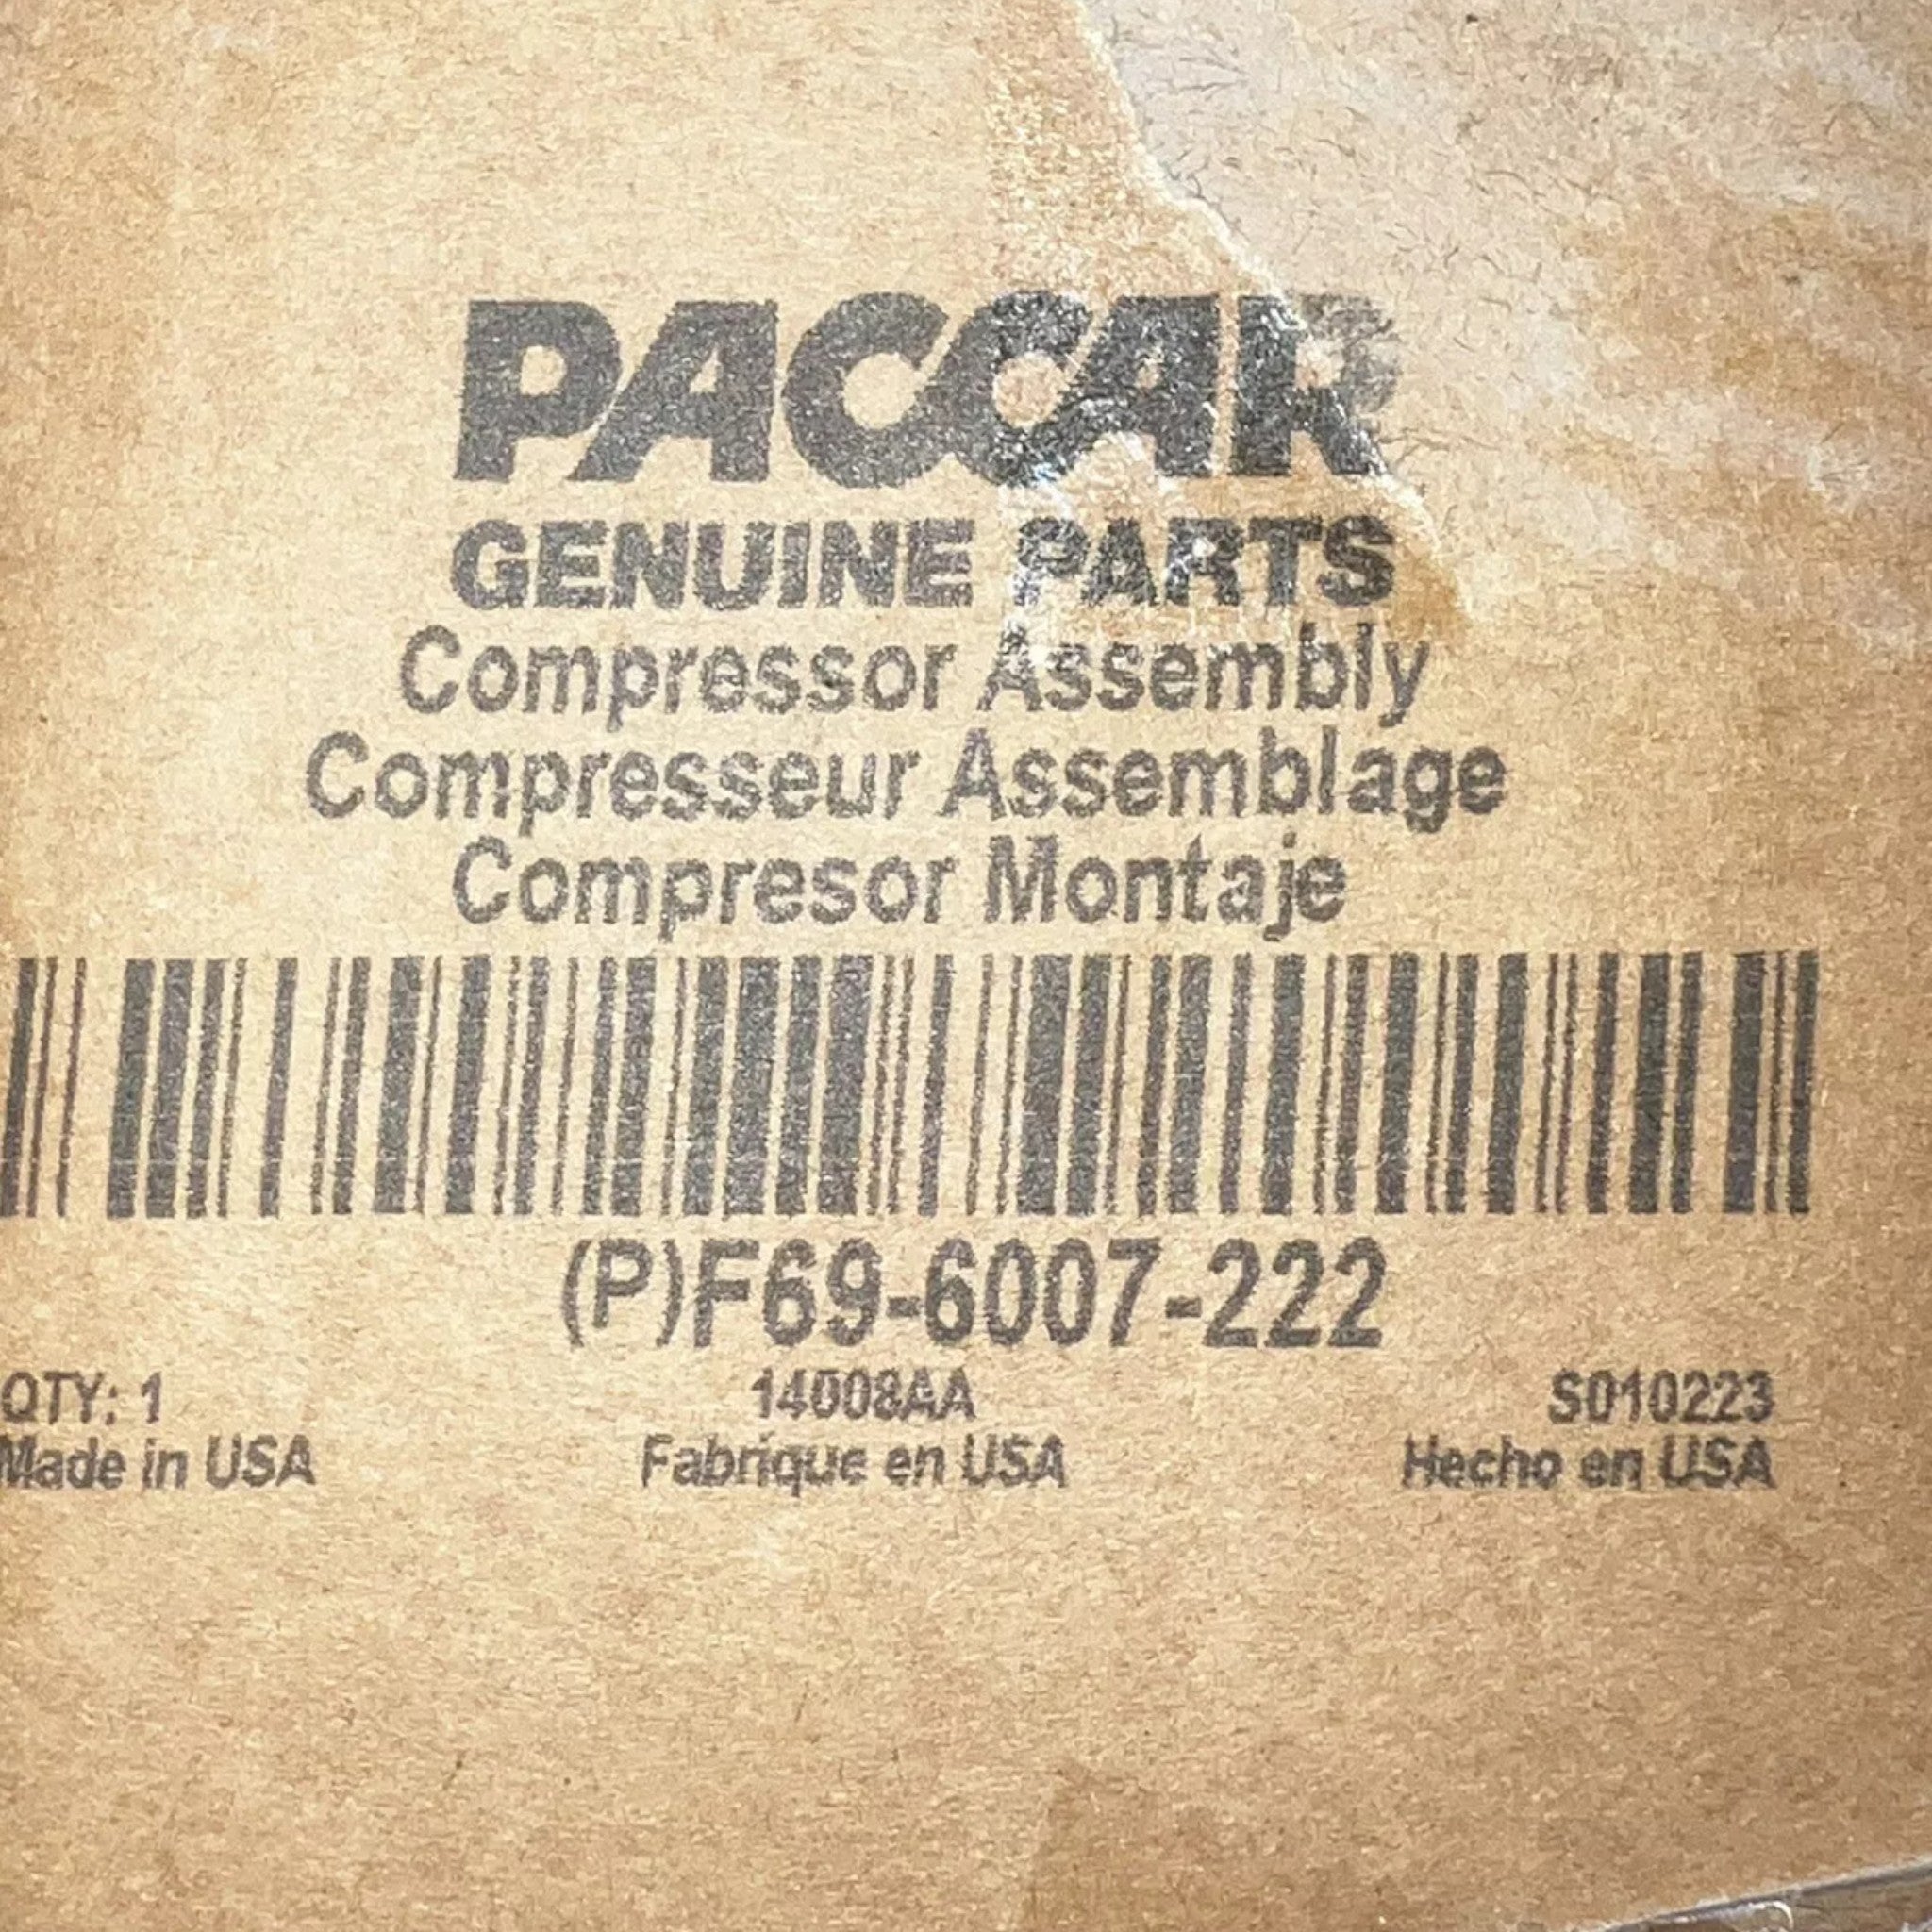 PACCAR
GENUINE PARTS
Compressor Assembly
Compresseur Assemblage
Compresor Montaje
(P)F69-6007-222
QTY: 1 14008AA S010223
Made in USA Fabrique en USA Hecho en USA